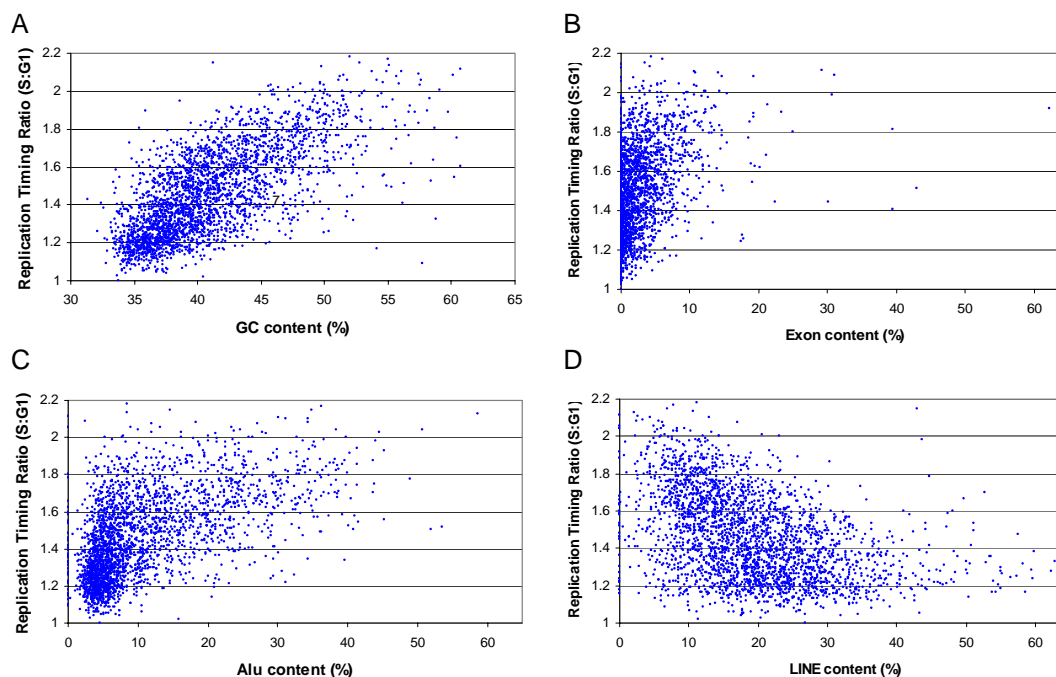 A
Replication Timing Ratio (S:G1)
2.2
2
1.8
1.6
1.4
1.2
1
7
30 35 40 45 50 55 60 65
GC content (%)
B
Replication Timing Ratio (S:G1)
2.2
2
1.8
1.6
1.4
1.2
1
0 10 20 30 40 50 60
Exon content (%)
C
Replication Timing Ratio (S:G1)
2.2
2
1.8
1.6
1.4
1.2
1
0 10 20 30 40 50 60
Alu content (%)
D
Replication Timing Ratio (S:G1)
2.2
2
1.8
1.6
1.4
1.2
1
0 10 20 30 40 50 60
LINE content (%)